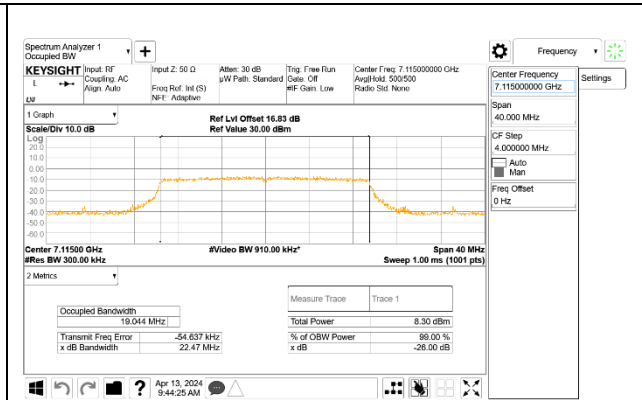 Spectrum Analyzer 1
Occupied BW
Frequency
KEYSIGHT
Input: RF
Coupling: AC
Align: Auto
Input Z: 50 Ω
Freq Ref: Int (S)
NFE: Adaptive
Atten: 30 dB
µW Path: Standard
Trig: Free Run
Gate: Off
#IF Gain: Low
Center Freq: 7.115000000 GHz
Avg|Hold: 500/500
Radio Std: None
L
Center Frequency
7.115000000 GHz
Settings
Span
40.000 MHz
CF Step
4.000000 MHz
Auto
Man
Freq Offset
0 Hz
1 Graph
Scale/Div 10.0 dB
Ref Lvl Offset 16.83 dB
Ref Value 30.00 dBm
Log
20.0
10.0
0.00
-10.0
-20.0
-30.0
-40.0
-50.0
-60.0
Center 7.11500 GHz
#Video BW 910.00 kHz*
Span 40 MHz
#Res BW 300.00 kHz
Sweep 1.00 ms (1001 pts)
2 Metrics
Measure Trace
Trace 1
Occupied Bandwidth
19.044 MHz
Total Power
8.30 dBm
Transmit Freq Error
-54.637 kHz
% of OBW Power
99.00 %
x dB Bandwidth
22.47 MHz
x dB
-26.00 dB
Apr 13, 2024
9:44:25 AM